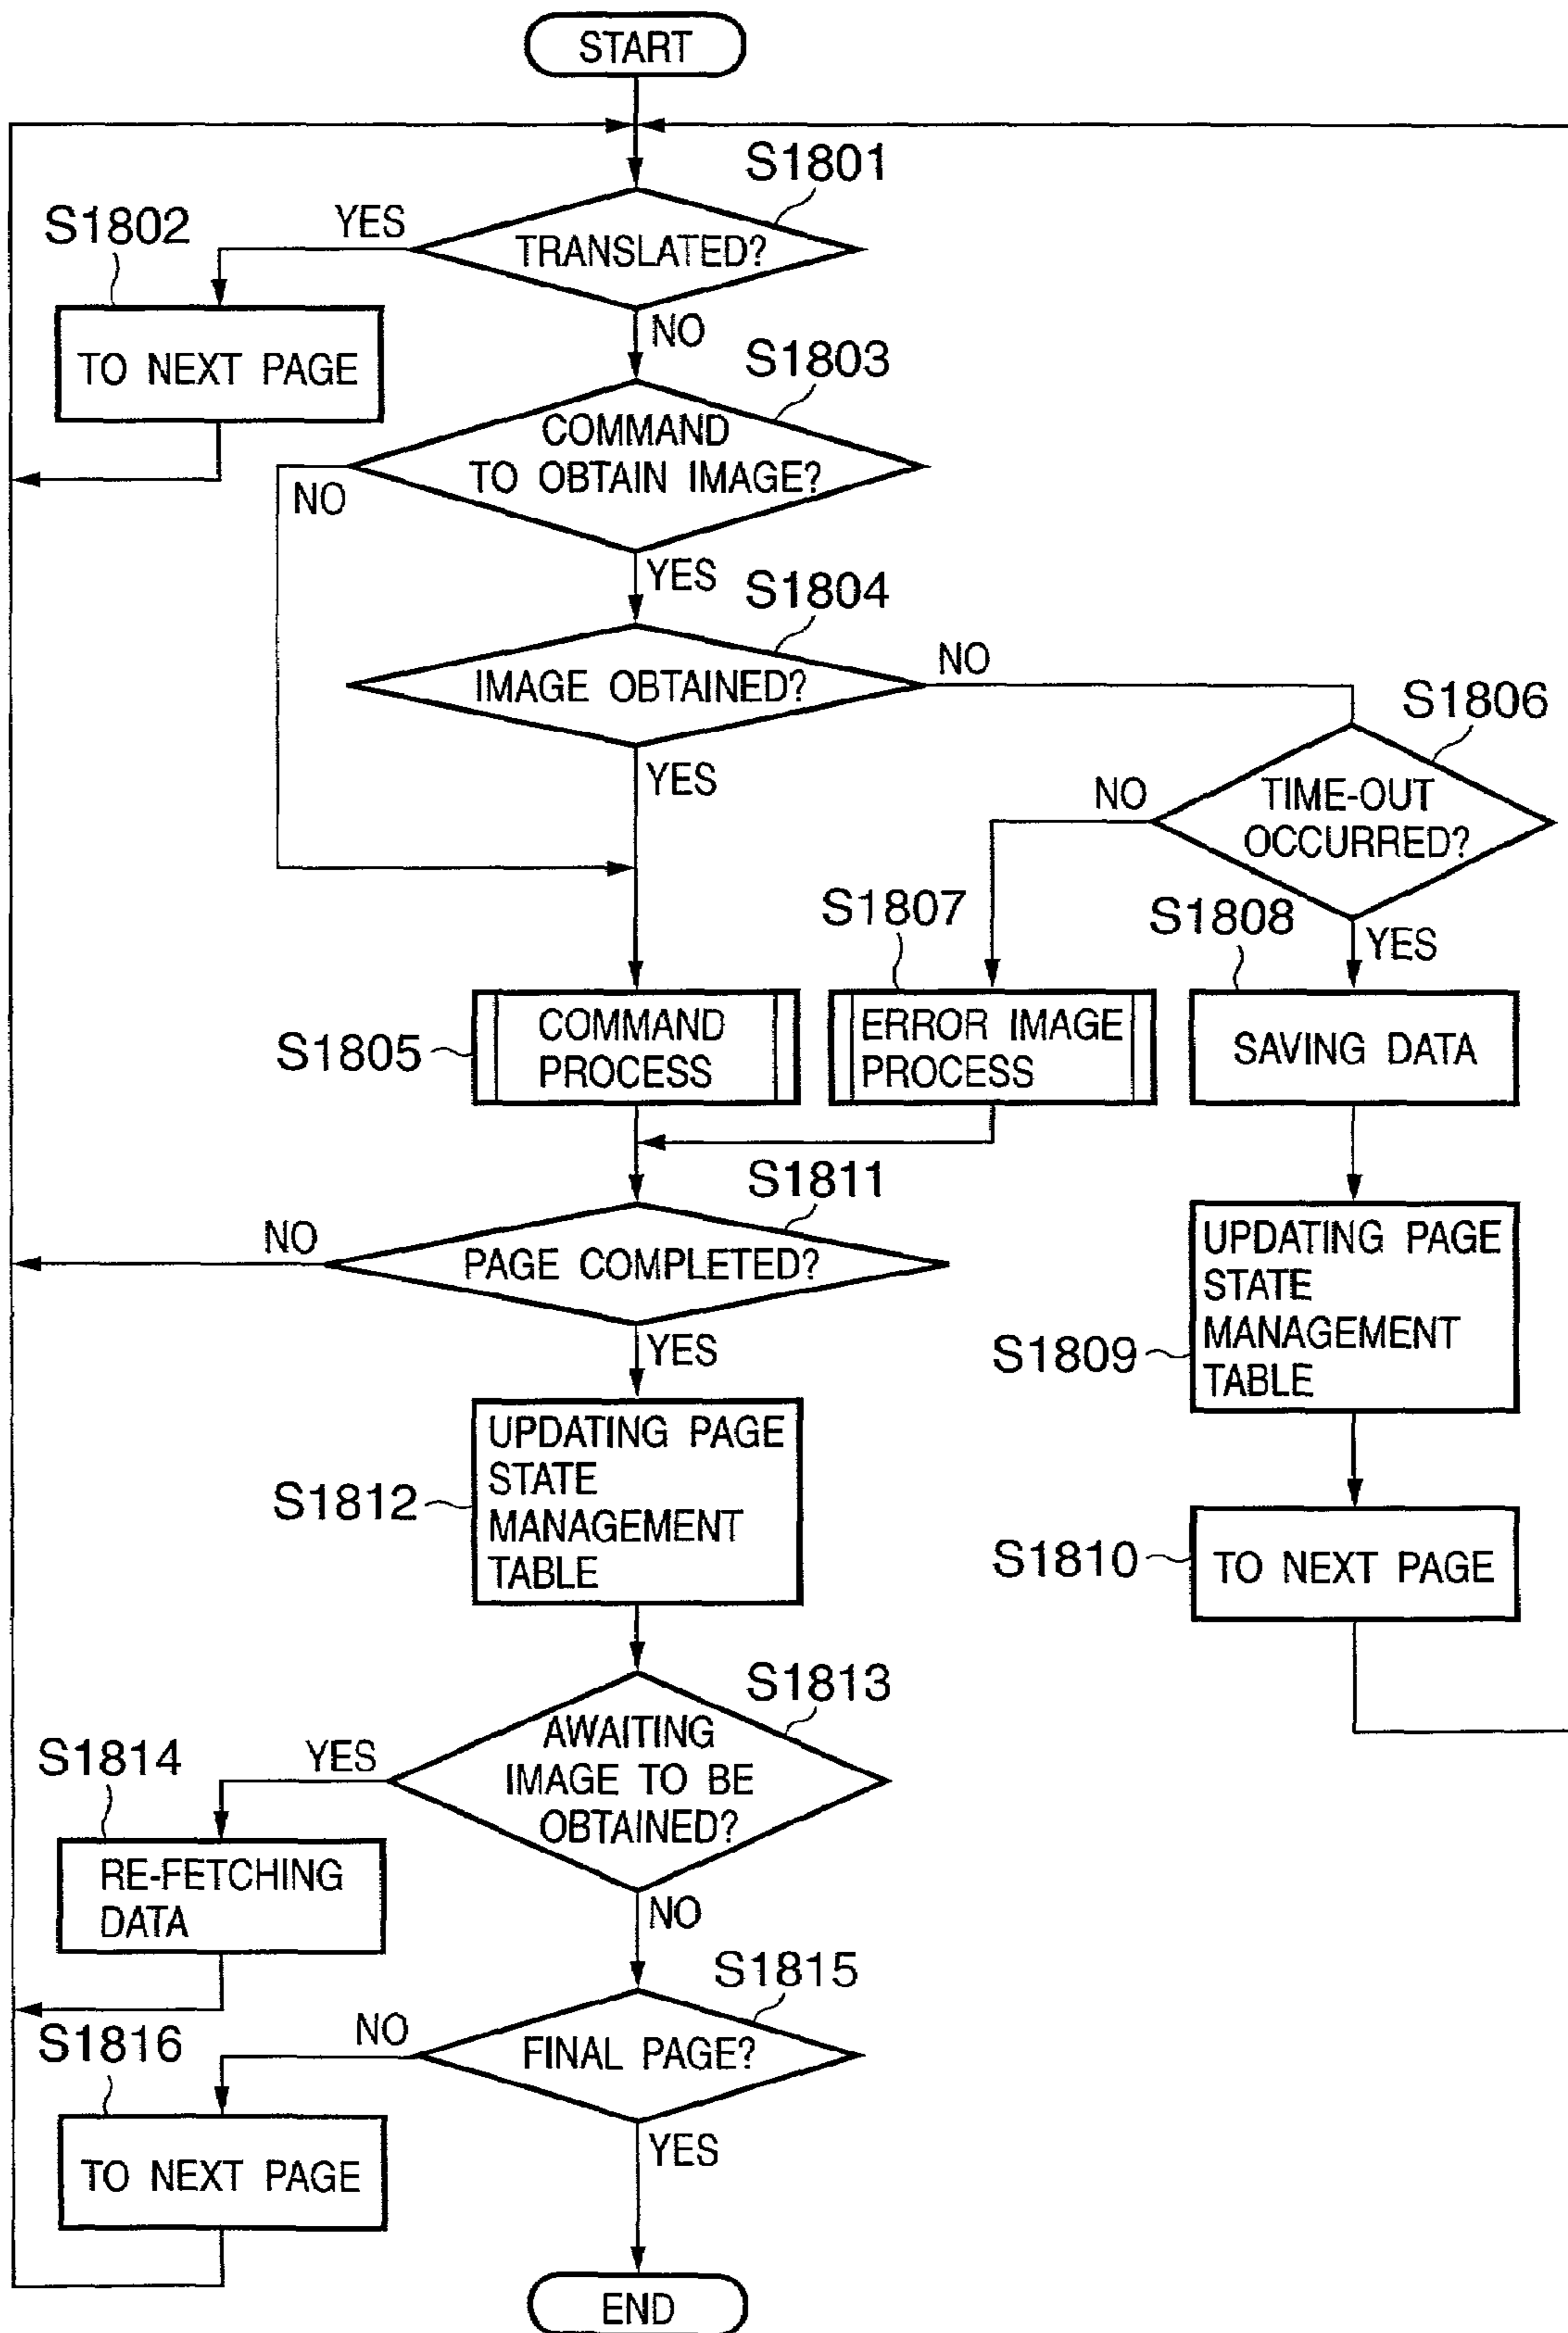 START
S1801
TRANSLATED?
YES
S1802
TO NEXT PAGE
NO
S1803
COMMAND
TO OBTAIN IMAGE?
NO
YES
S1804
IMAGE OBTAINED?
NO
YES
S1806
TIME-OUT
OCCURRED?
NO
YES
S1805
COMMAND
PROCESS
S1807
ERROR IMAGE
PROCESS
S1808
SAVING DATA
S1811
PAGE COMPLETED?
NO
YES
S1809
UPDATING PAGE
STATE
MANAGEMENT
TABLE
S1812
UPDATING PAGE
STATE
MANAGEMENT
TABLE
S1810
TO NEXT PAGE
S1813
AWAITING
IMAGE TO BE
OBTAINED?
YES
S1814
RE-FETCHING
DATA
NO
S1815
FINAL PAGE?
NO
S1816
TO NEXT PAGE
YES
END